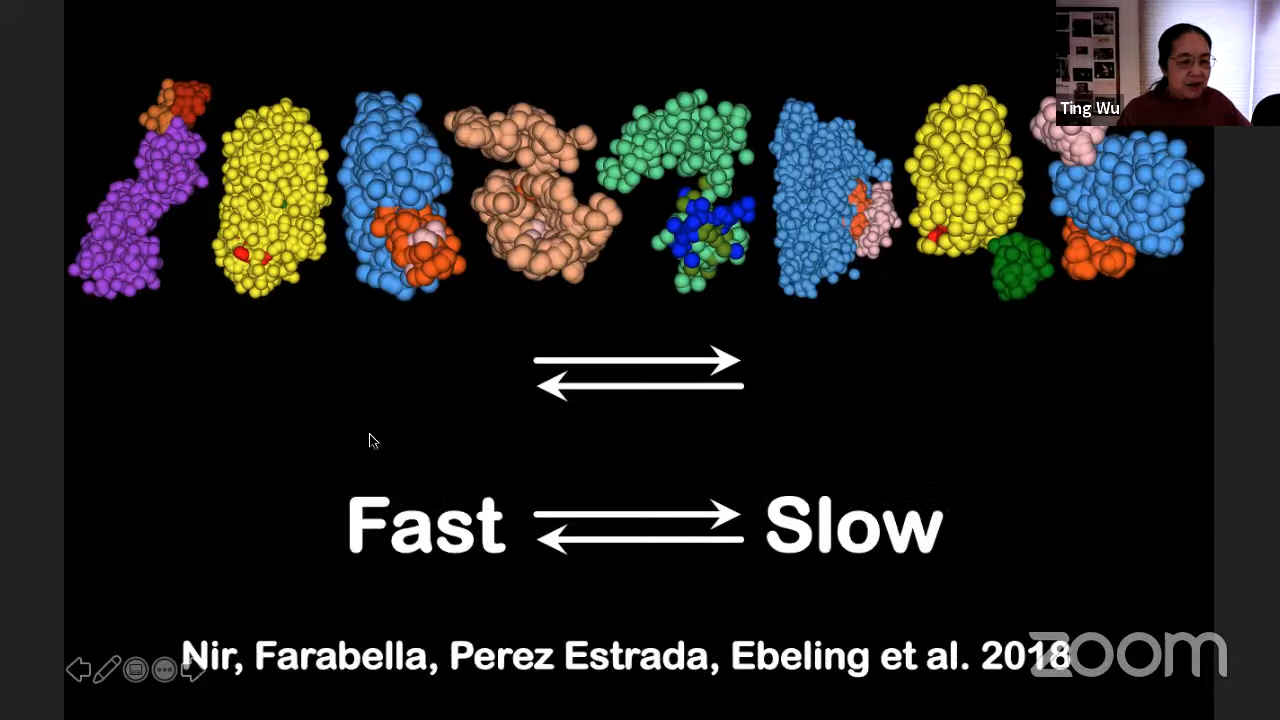 Ting Wu
Fast
Slow
Nir, Farabella, Perez Estrada, Ebeling et al. 2018
zoom